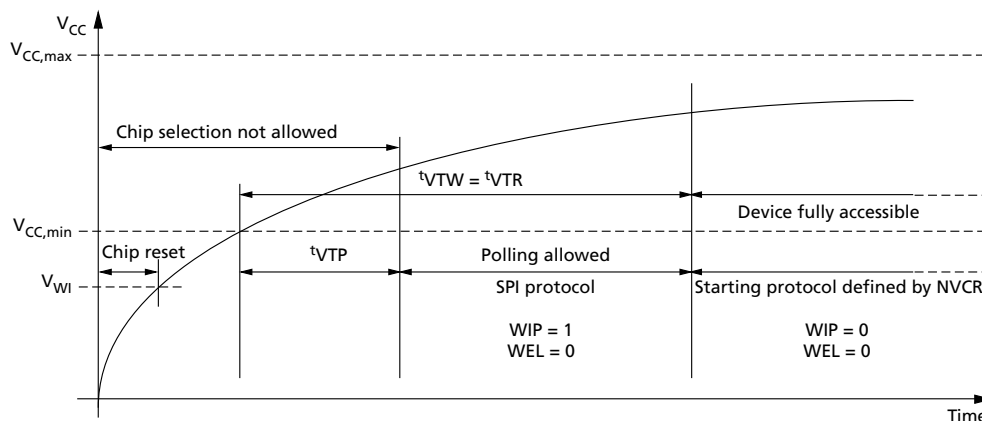 V_CC
V_CC,max
Chip selection not allowed
tVTW = tVTR
Device fully accessible
V_CC,min
Chip reset
tVTP
Polling allowed
V_WI
SPI protocol
Starting protocol defined by NVCR
WIP = 1
WIP = 0
WEL = 0
WEL = 0
Time